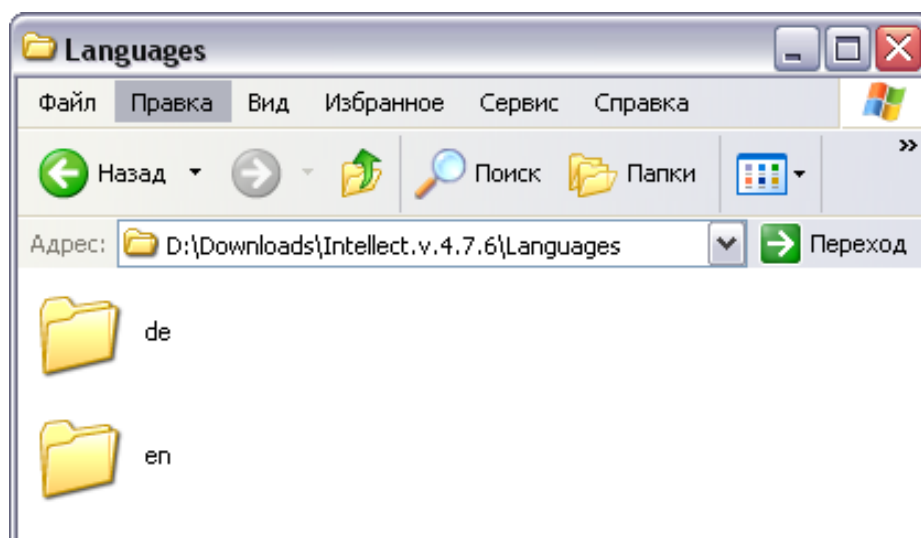 Languages
Файл Правка Вид Избранное Сервис Справка
Назад Поиск Папки »
Адрес: D:\Downloads\Intellect.v.4.7.6\Languages Переход
de
en